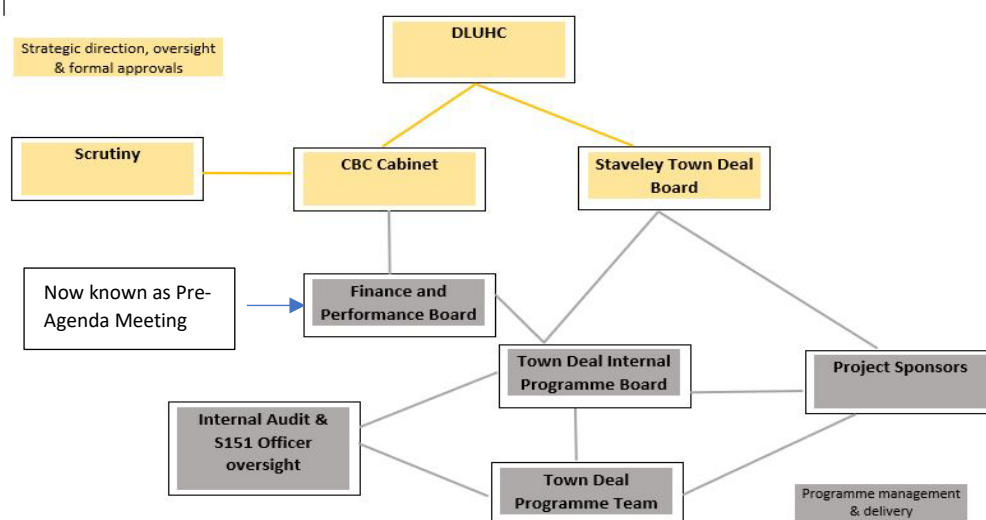 DLUHC
Strategic direction, oversight
& formal approvals
Scrutiny
CBC Cabinet
Staveley Town Deal
Board
Now known as Pre-
Agenda Meeting
Finance and
Performance Board
Town Deal Internal
Programme Board
Project Sponsors
Internal Audit &
S151 Officer
oversight
Town Deal
Programme Team
Programme management
& delivery